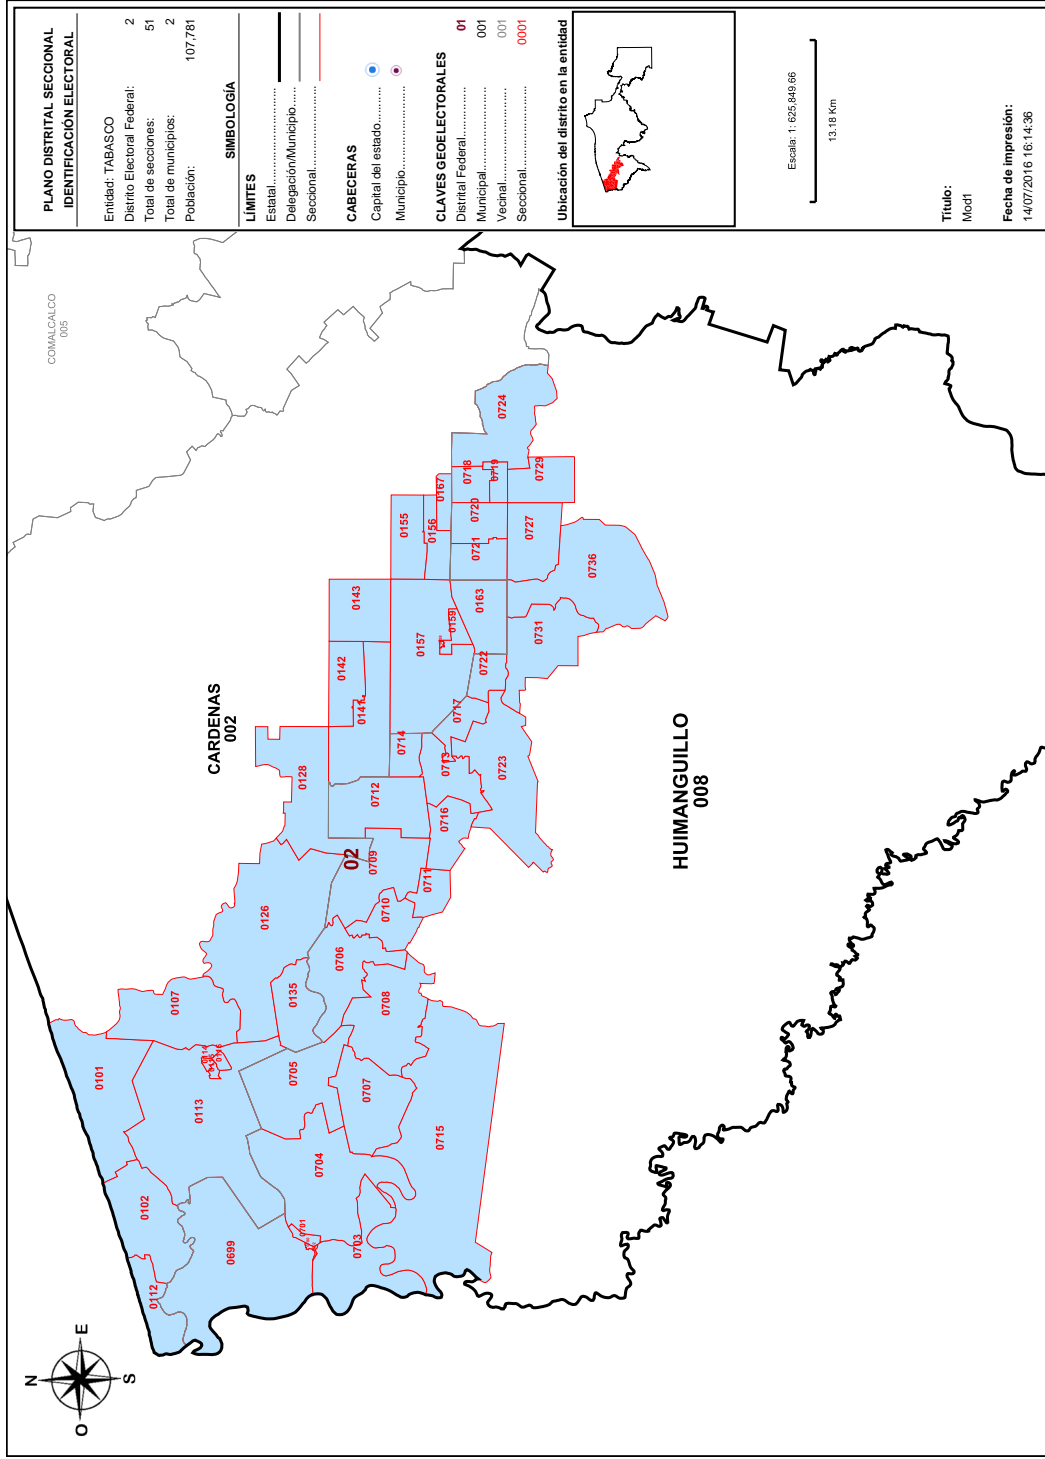 PLANO DISTRITAL SECCIONAL
IDENTIFICACIÓN ELECTORAL
Entidad: TABASCO
Distrito Electoral Federal: 2
Total de secciones: 51
Total de municipios: 2
Población: 107,781
SIMBOLOGÍA
LÍMITES
Estatal
Delegación/Municipio
Seccional
CABECERAS
Capital del estado
Municipio
CLAVES GEOELECTORALES
Distrital Federal 01
Municipal 001
Vecinal 001
Seccional 0001
Ubicación del distrito en la entidad
Escala: 1: 625,849.66
13.18 Km
Título:
Mod1
Fecha de impresión:
14/07/2016 16:14:36
N
O
E
S
COMALCALCO
005
CARDENAS
002
HUIMANGUILLO
008
02
0101
0102
0112
0107
0113
0699
0126
0135
0128
0705
0704
0701
0703
0707
0715
0708
0706
0710
0709
0711
0712
0714
0716
0713
0717
0723
0722
0141
0142
0143
0157
0159
0163
0155
0156
0167
0718
0719
0720
0721
0724
0729
0727
0736
0731